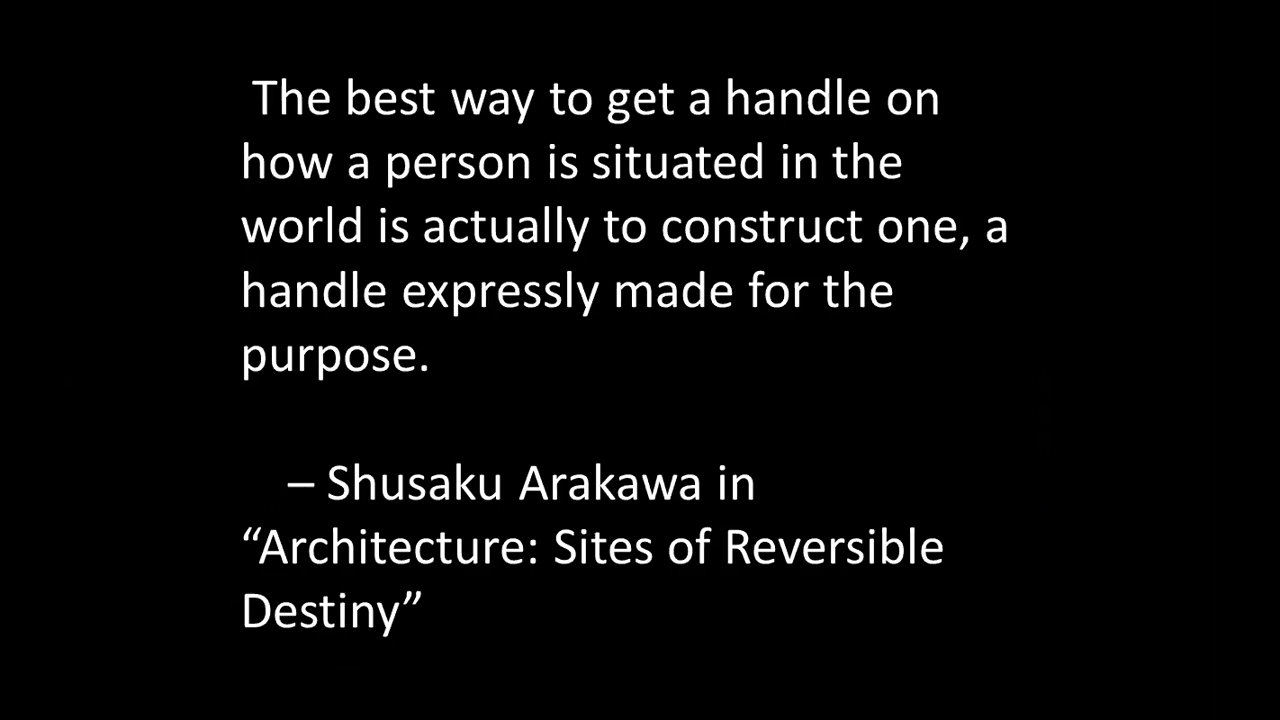 The best way to get a handle on
how a person is situated in the
world is actually to construct one, a
handle expressly made for the
purpose.
– Shusaku Arakawa in
“Architecture: Sites of Reversible
Destiny”